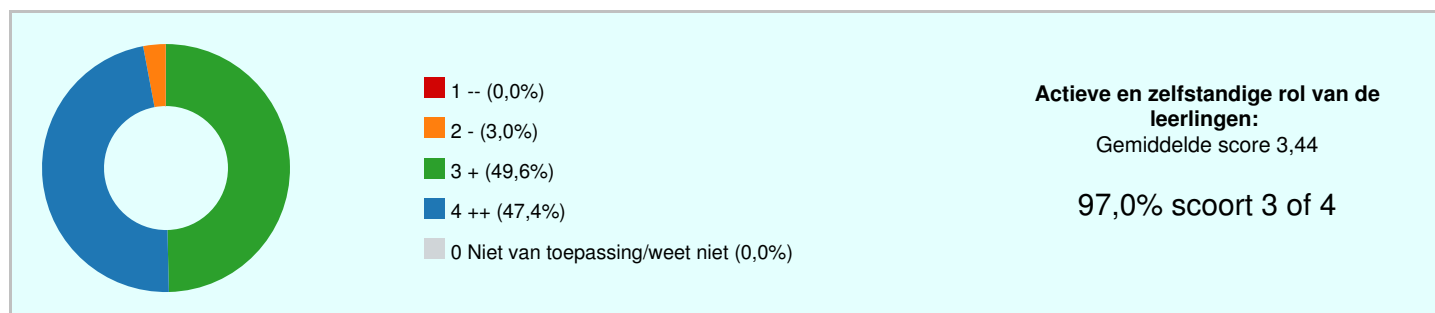 1 -- (0,0%)
2 - (3,0%)
3 + (49,6%)
4 ++ (47,4%)
0 Niet van toepassing/weet niet (0,0%)
Actieve en zelfstandige rol van de
leerlingen:
Gemiddelde score 3,44
97,0% scoort 3 of 4